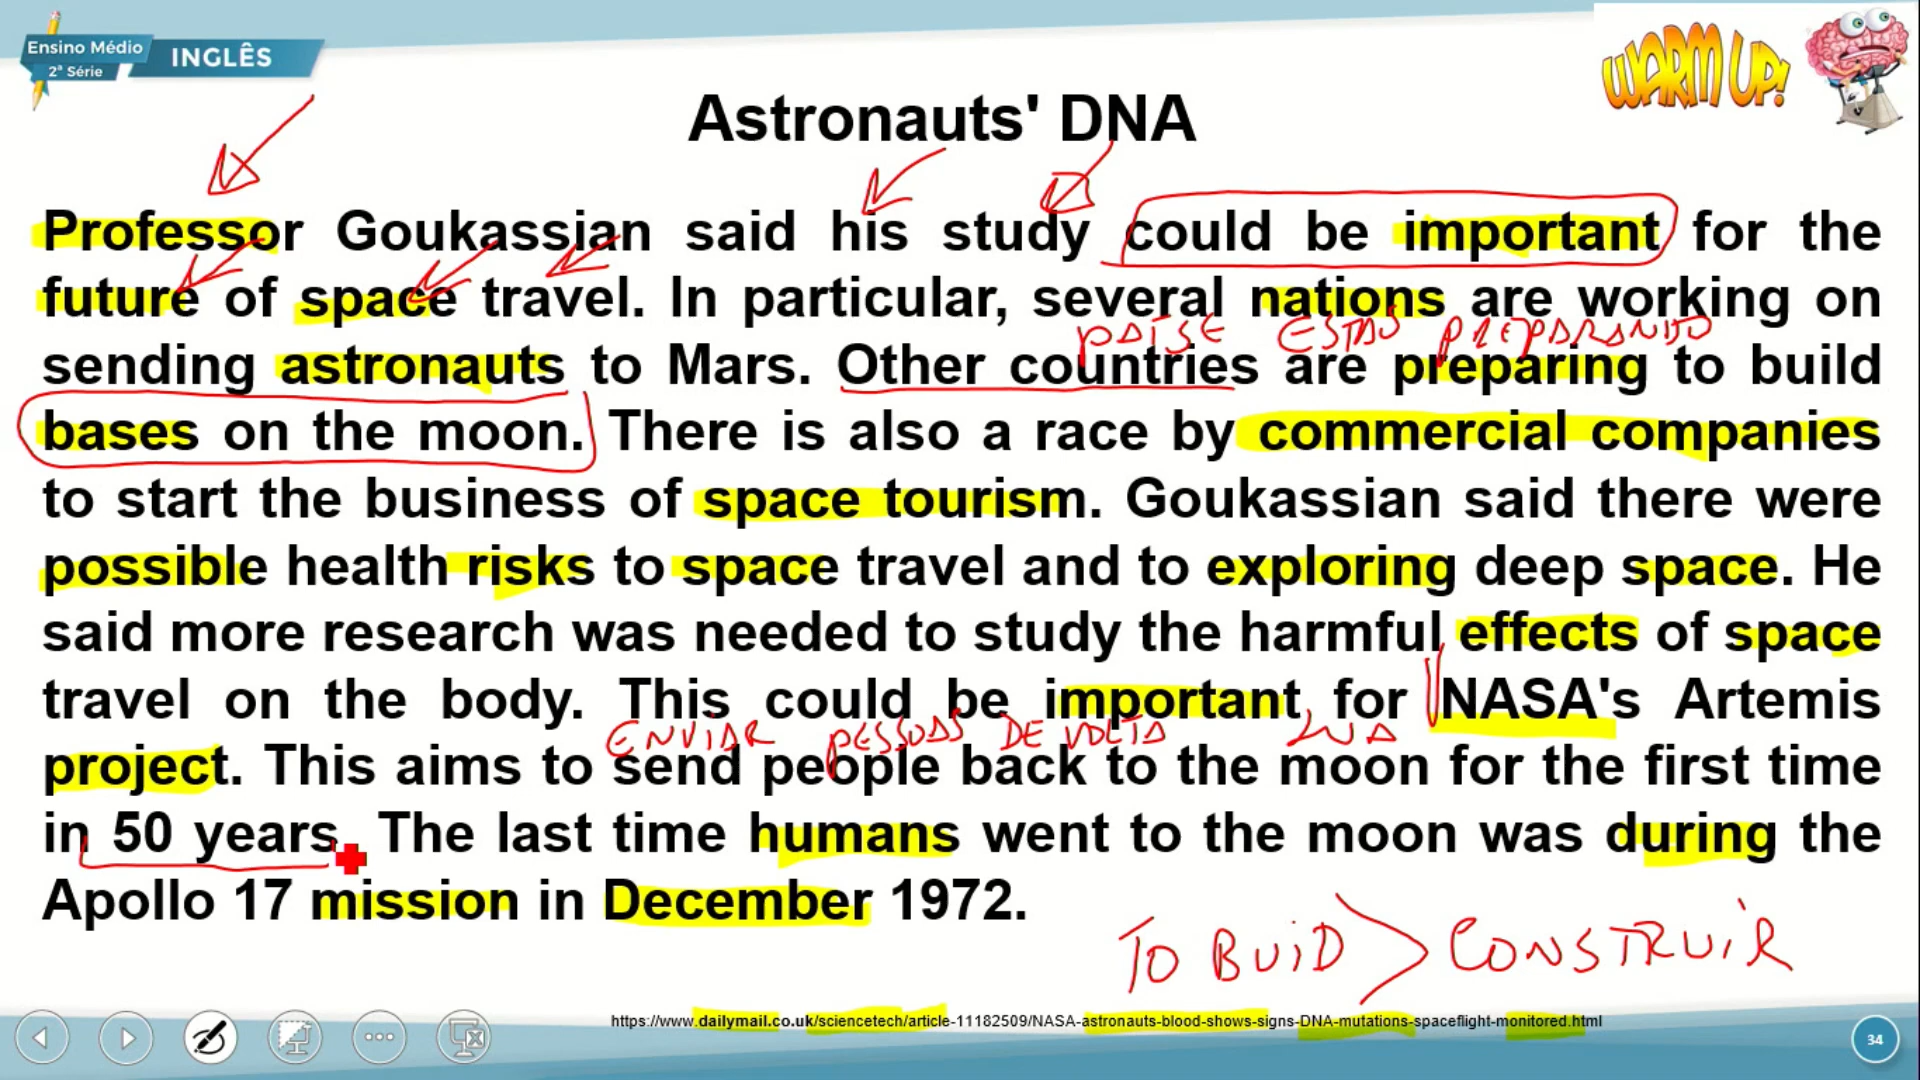 Ensino Médio
2ª Série
INGLÊS
WARM UP!
Astronauts' DNA
Professor Goukassian said his study could be important for the
future of space travel. In particular, several nations are working on
PAÍSE ESTÃO PREPARANDO
sending astronauts to Mars. Other countries are preparing to build
bases on the moon. There is also a race by commercial companies
to start the business of space tourism. Goukassian said there were
possible health risks to space travel and to exploring deep space. He
said more research was needed to study the harmful effects of space
travel on the body. This could be important for NASA's Artemis
ENVIAR PESSOAS DE VOLTA LUA
project. This aims to send people back to the moon for the first time
in 50 years. The last time humans went to the moon was during the
Apollo 17 mission in December 1972.
TO BUID > CONSTRUIR
https://www.dailymail.co.uk/sciencetech/article-11182509/NASA-astronauts-blood-shows-signs-DNA-mutations-spaceflight-monitored.html
34